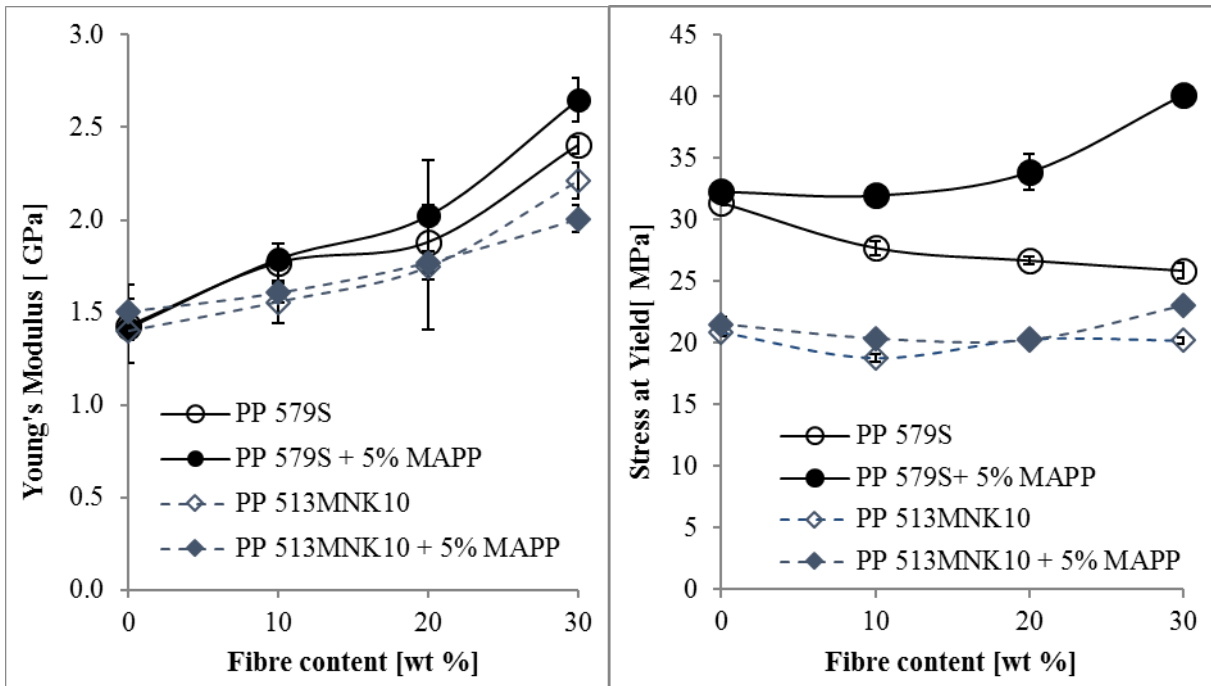 3.0
2.5
2.0
1.5
1.0
0.5
0.0
Young's Modulus [ GPa]
PP 579S
PP 579S + 5% MAPP
PP 513MNK10
PP 513MNK10 + 5% MAPP
0 10 20 30
Fibre content [wt %]
45
40
35
30
25
20
15
10
5
0
Stress at Yield[ MPa]
PP 579S
PP 579S+ 5% MAPP
PP 513MNK10
PP 513MNK10 + 5% MAPP
0 10 20 30
Fibre content [wt %]